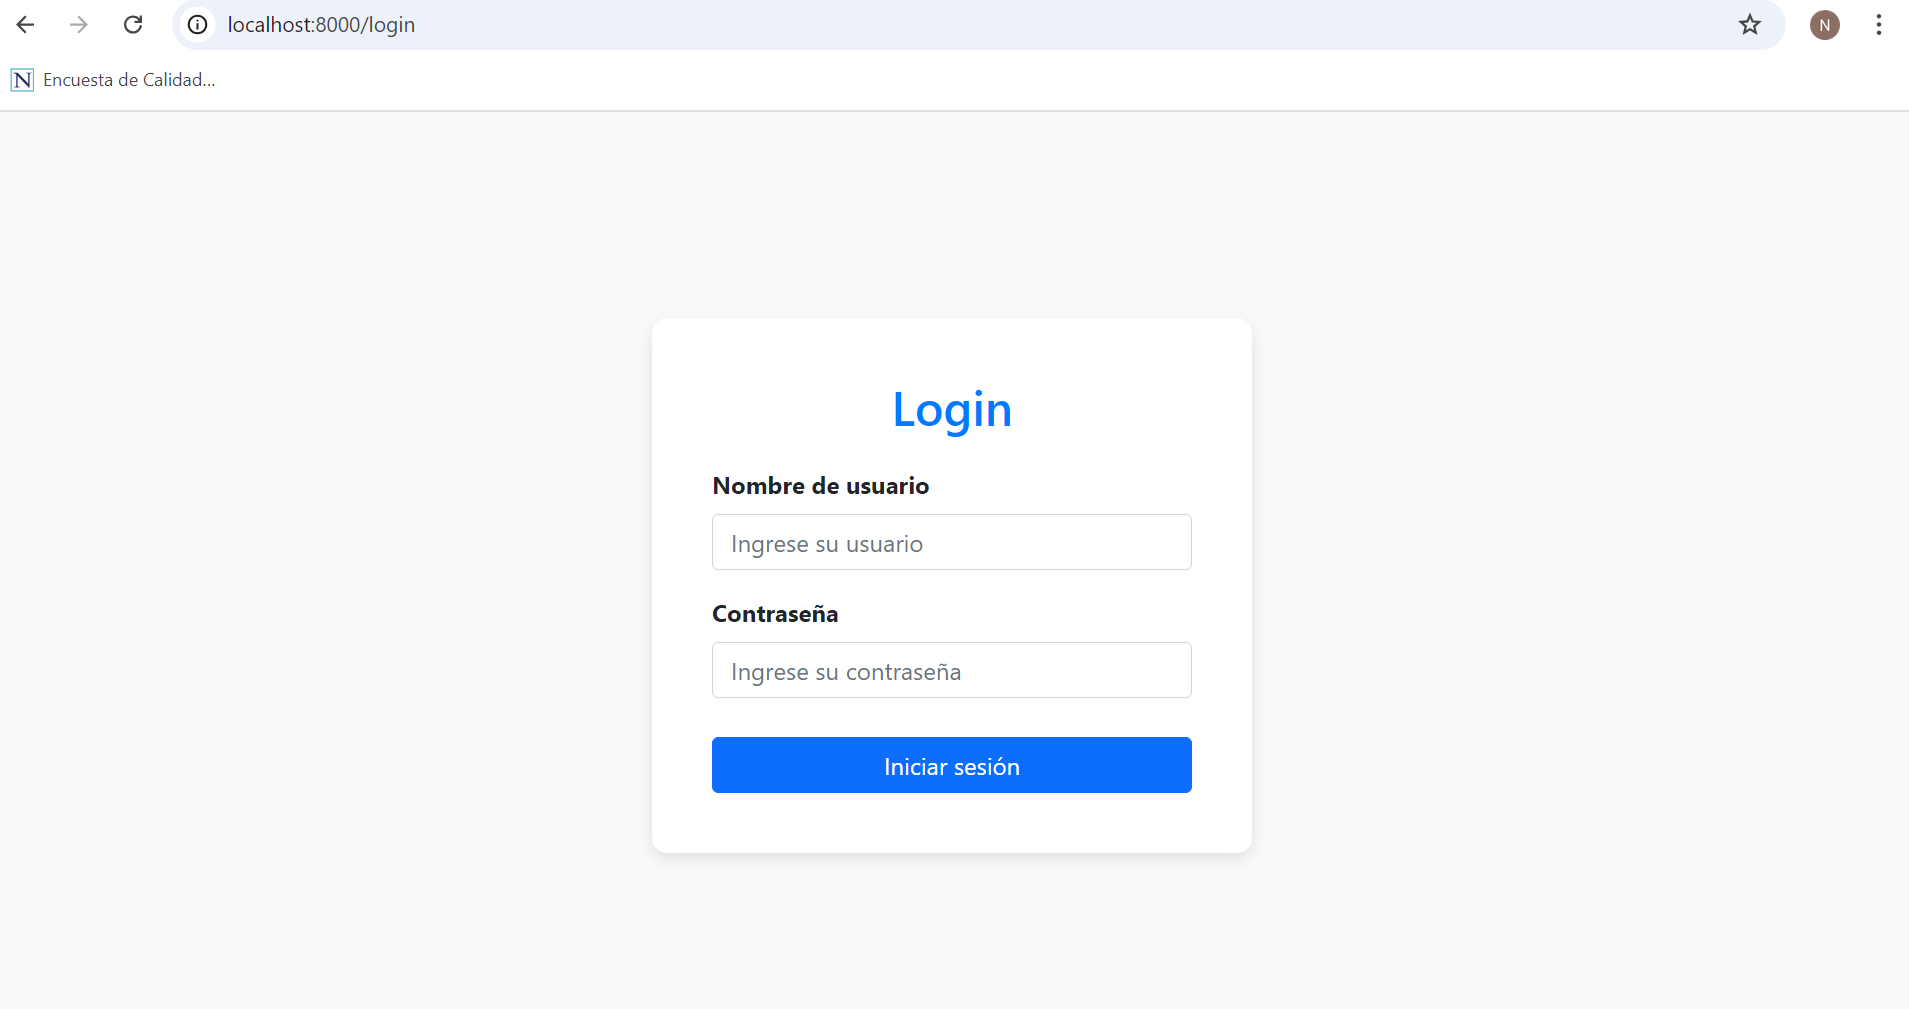 localhost:8000/login
N
N Encuesta de Calidad...
Login
Nombre de usuario
Ingrese su usuario
Contraseña
Ingrese su contraseña
Iniciar sesión